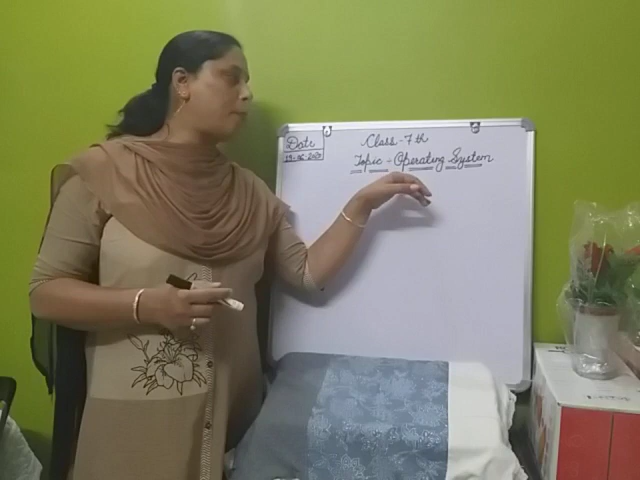 Date
Class - 7th
Topic - Operating System